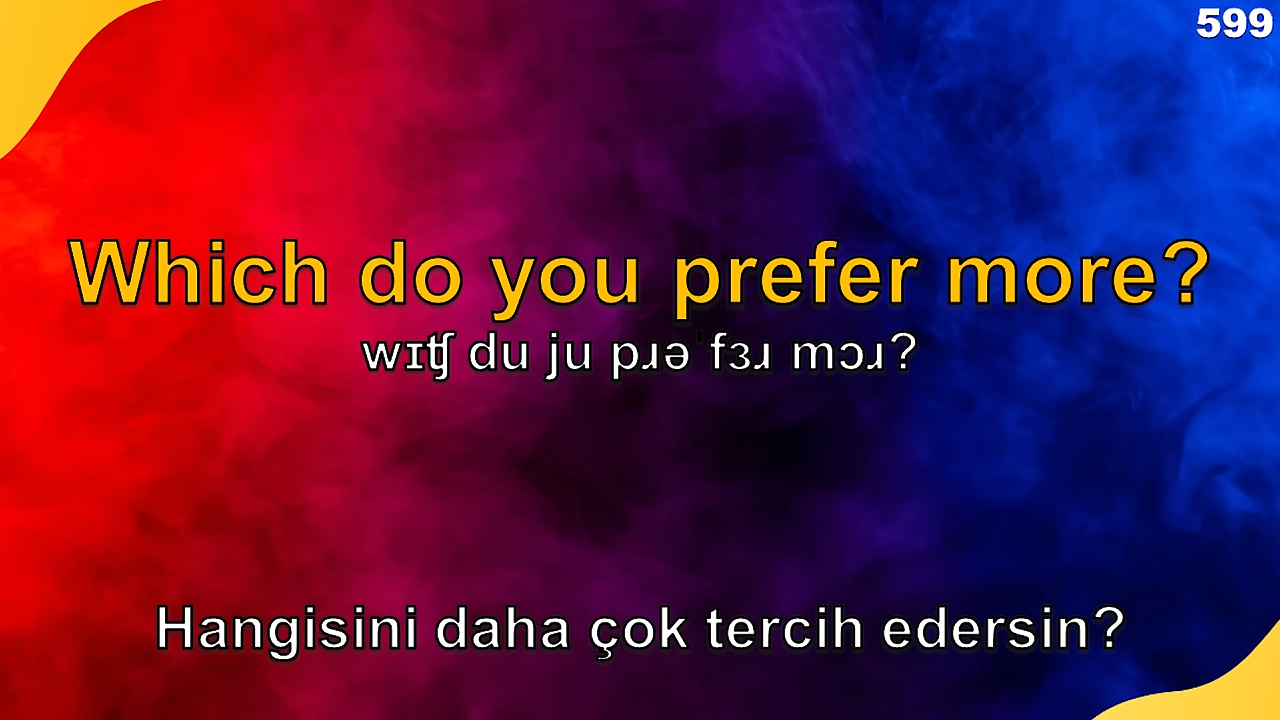 599
Which do you prefer more?
wɪʧ du ju pɹəˈfɜɹ mɔɹ?
Hangisini daha çok tercih edersin?